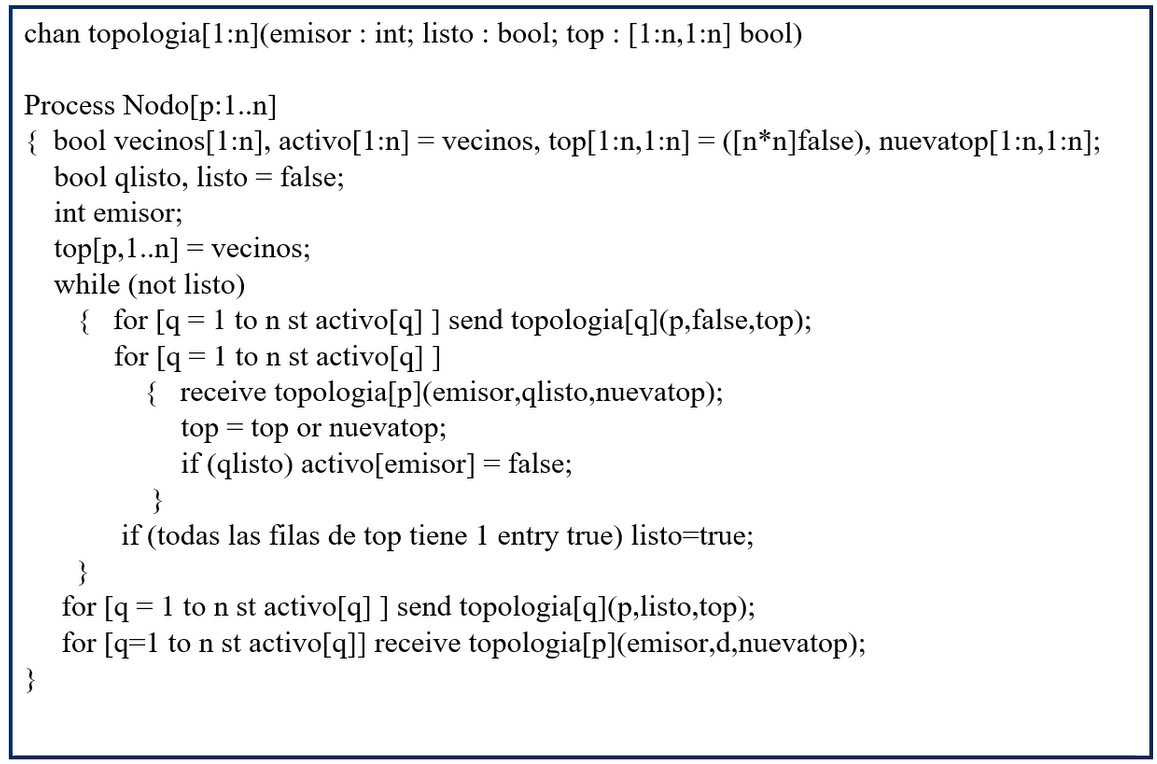 chan topologia[1:n](emisor : int; listo : bool; top : [1:n,1:n] bool)
Process Nodo[p:1..n]
{ bool vecinos[1:n], activo[1:n] = vecinos, top[1:n,1:n] = ([n*n]false), nuevatop[1:n,1:n];
bool qlisto, listo = false;
int emisor;
top[p,1..n] = vecinos;
while (not listo)
{ for [q = 1 to n st activo[q] ] send topologia[q](p,false,top);
for [q = 1 to n st activo[q] ]
{ receive topologia[p](emisor,qlisto,nuevatop);
top = top or nuevatop;
if (qlisto) activo[emisor] = false;
}
if (todas las filas de top tiene 1 entry true) listo=true;
}
for [q = 1 to n st activo[q] ] send topologia[q](p,listo,top);
for [q=1 to n st activo[q]] receive topologia[p](emisor,d,nuevatop);
}